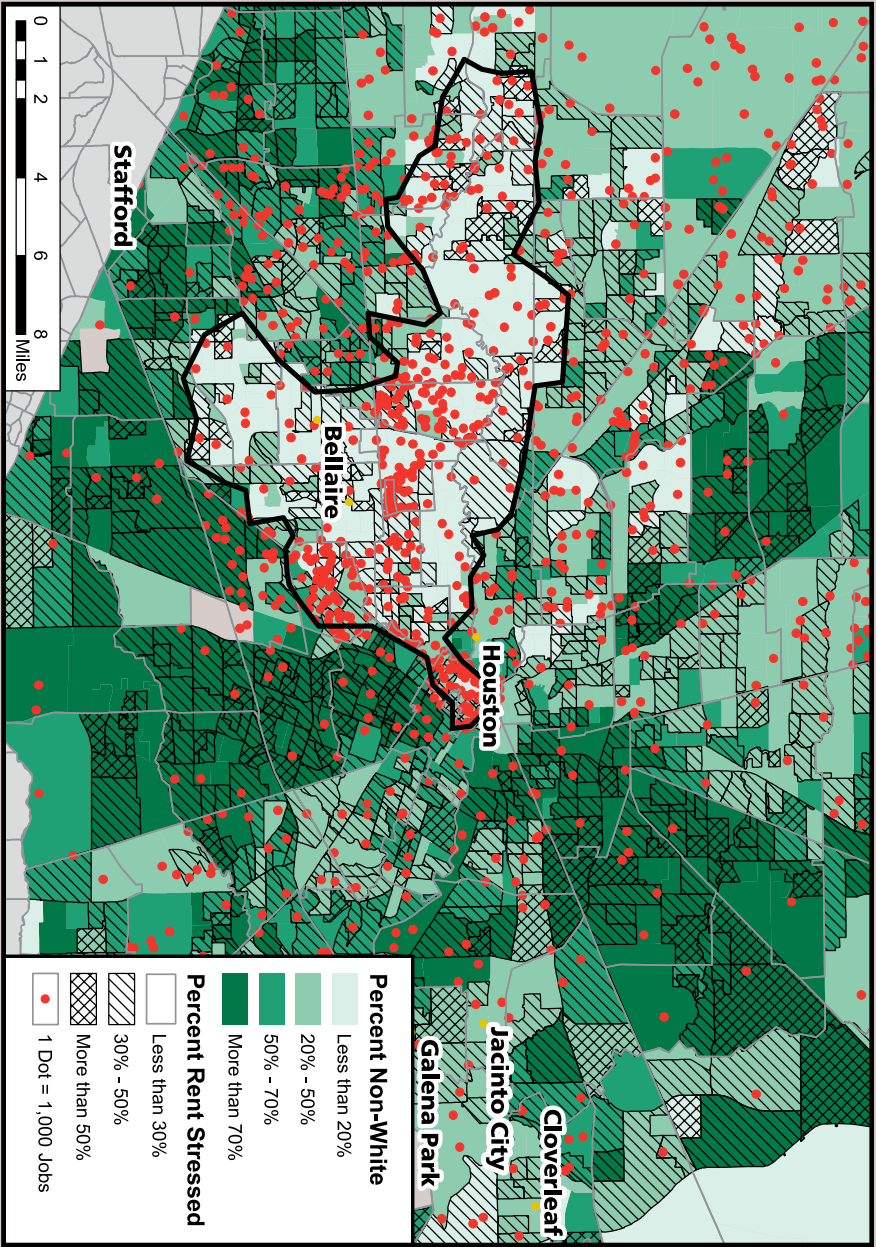 Houston
Bellaire
Stafford
Jacinto City
Galena Park
Cloverleaf
0 1 2 4 6 8
Miles
Percent Non-White
Less than 20%
20% - 50%
50% - 70%
More than 70%
Percent Rent Stressed
Less than 30%
30% - 50%
More than 50%
1 Dot = 1,000 Jobs